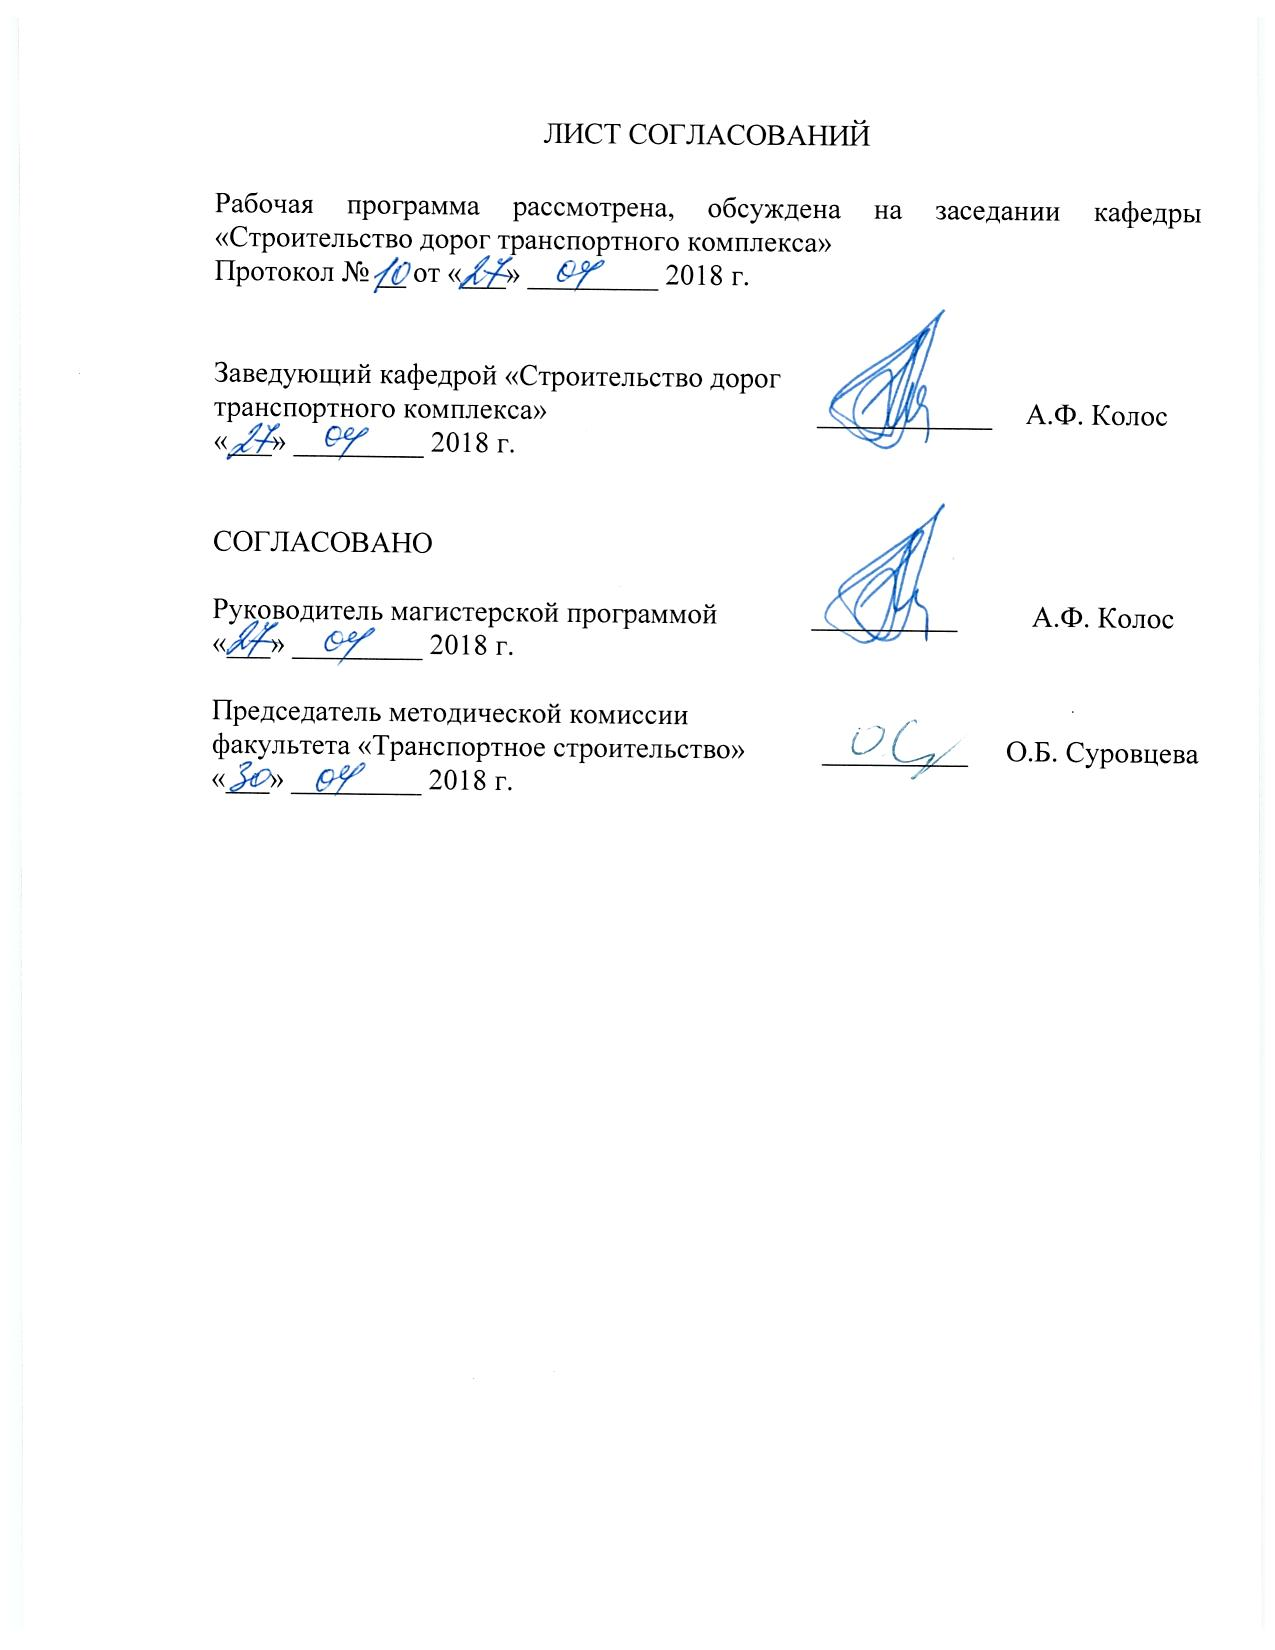 ЛИСТ СОГЛАСОВАНИЙ
Рабочая программа рассмотрена, обсуждена на заседании кафедры
«Строительство дорог транспортного комплекса»
Протокол № 10 от «27» 04 2018 г.
Заведующий кафедрой «Строительство дорог
транспортного комплекса» А.Ф. Колос
«27» 04 2018 г.
СОГЛАСОВАНО
Руководитель магистерской программой А.Ф. Колос
«27» 04 2018 г.
Председатель методической комиссии
факультета «Транспортное строительство» О.Б. Суровцева
«30» 04 2018 г.